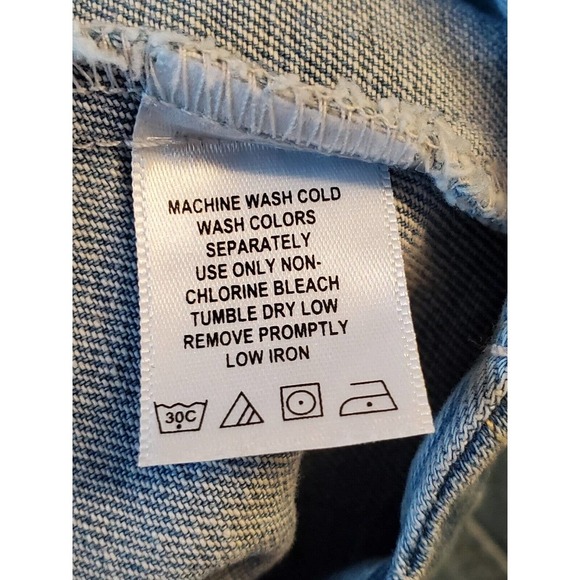 MACHINE WASH COLD
WASH COLORS
SEPARATELY
USE ONLY NON-
CHLORINE BLEACH
TUMBLE DRY LOW
REMOVE PROMPTLY
LOW IRON
30C